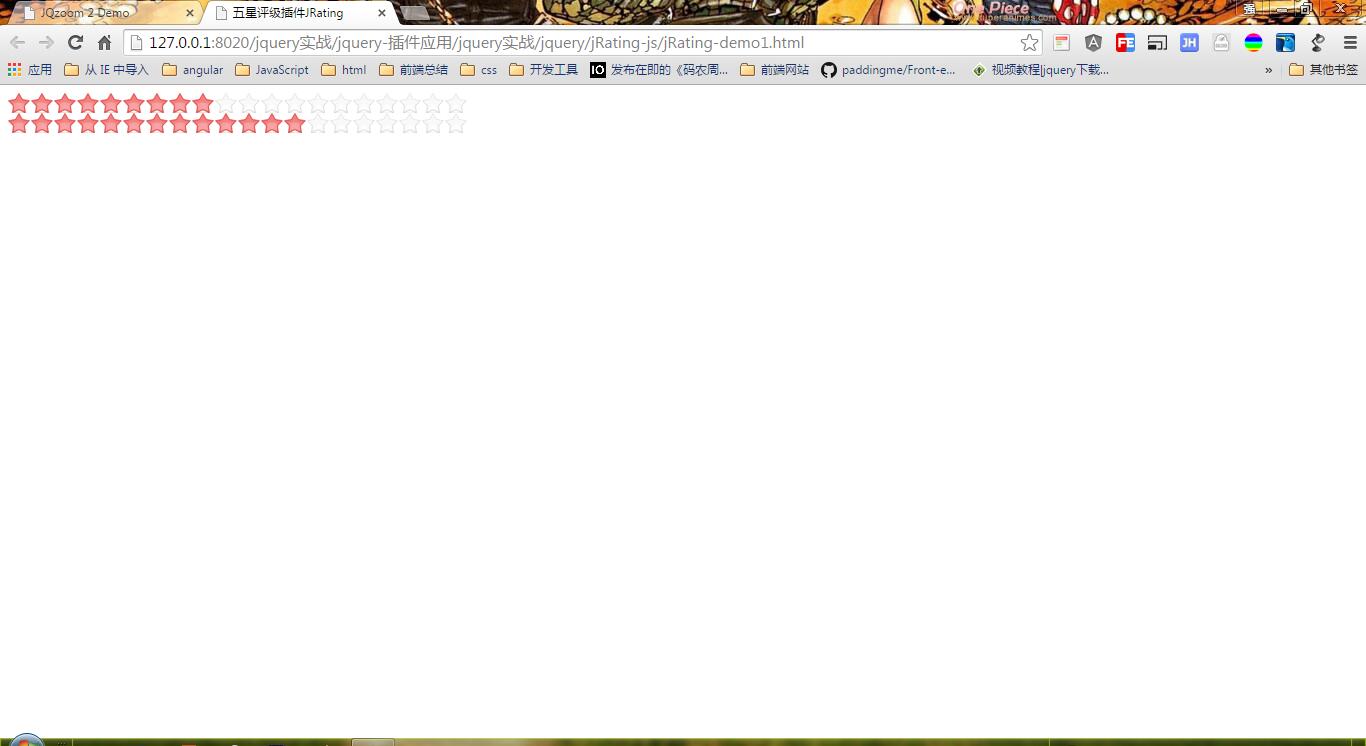 JQzoom 2 Demo
五星评级插件JRating
One Piece
强
127.0.0.1:8020/jquery实战/jquery-插件应用/jquery实战/jquery//jRating-js/jRating-demo1.html
FE
JH
应用
从 IE 中导入
angular
JavaScript
html
前端总结
css
开发工具
IO
发布在即的《码农周...
前端网站
paddingme/Front-e...
视频教程|jquery下载...
»
其他书签